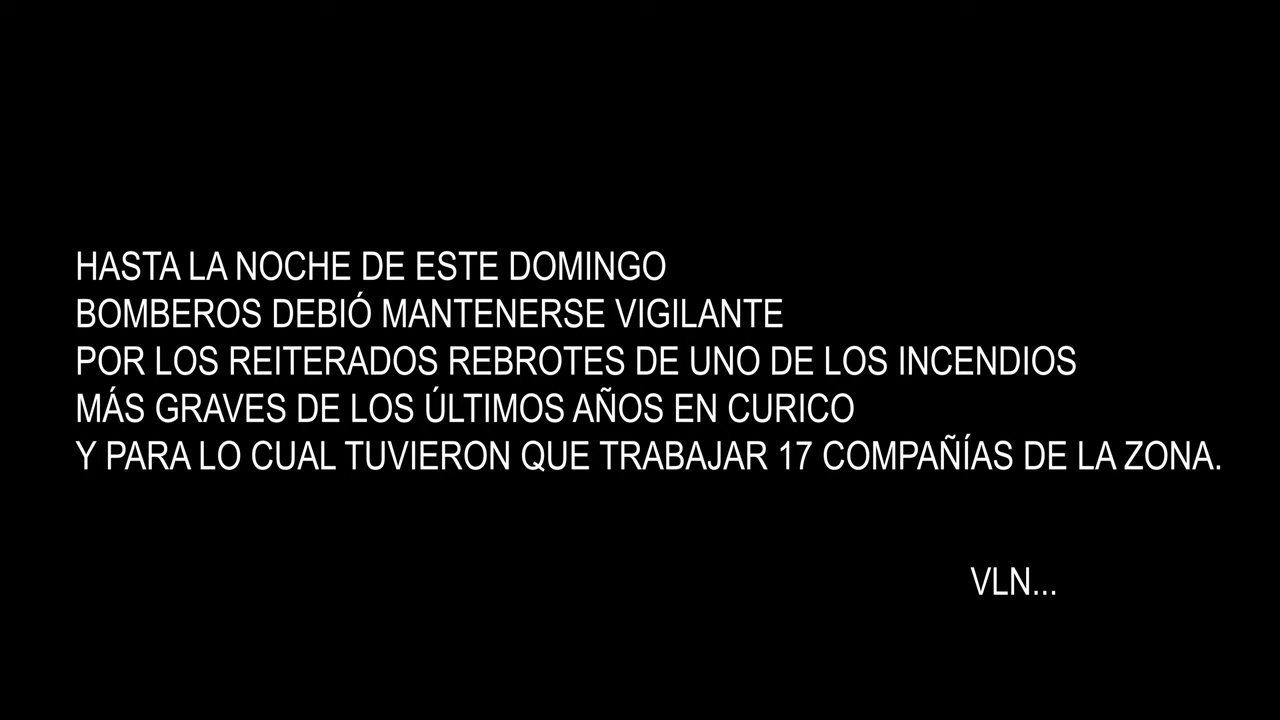 HASTA LA NOCHE DE ESTE DOMINGO
BOMBEROS DEBIÓ MANTENERSE VIGILANTE
POR LOS REITERADOS REBROTES DE UNO DE LOS INCENDIOS
MÁS GRAVES DE LOS ÚLTIMOS AÑOS EN CURICO
Y PARA LO CUAL TUVIERON QUE TRABAJAR 17 COMPAÑÍAS DE LA ZONA.
VLN...